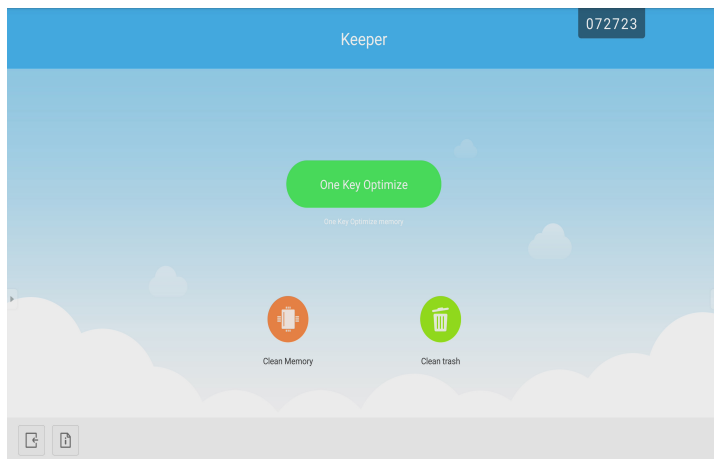 072723
Keeper
One Key Optimize
One Key Optimize memory
Clean Memory
Clean trash